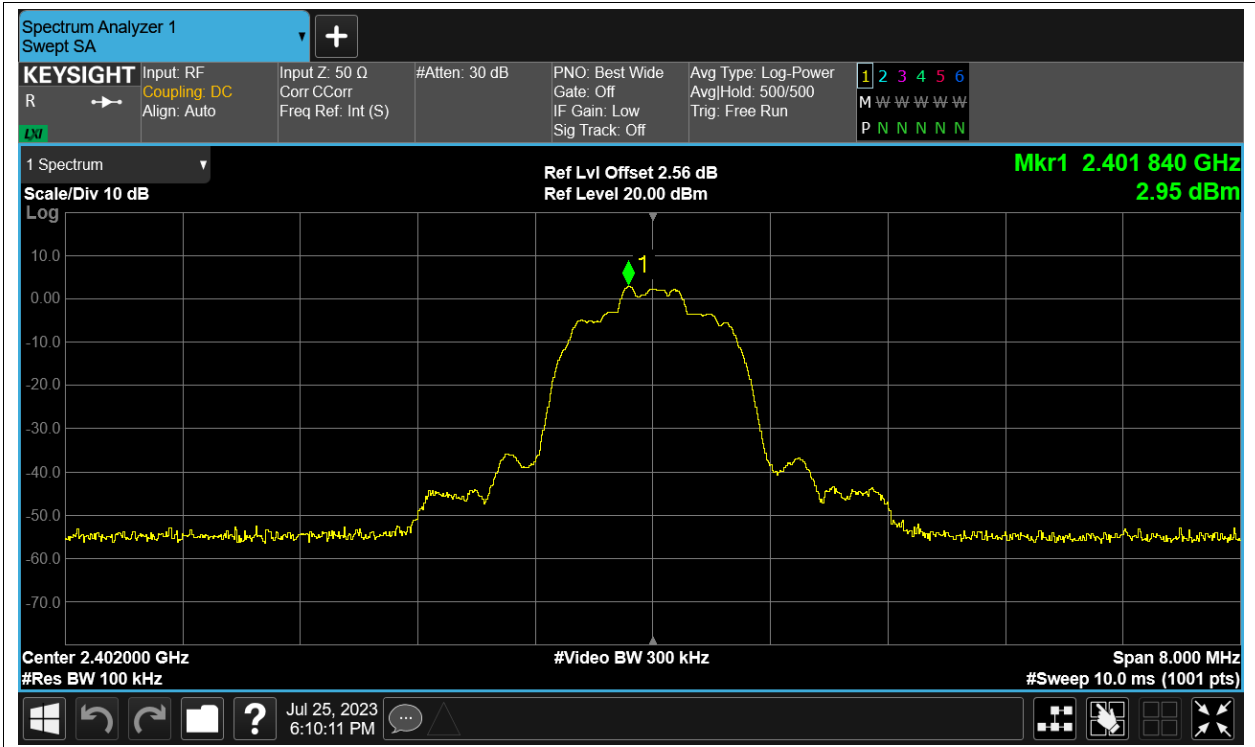 Spectrum Analyzer 1
Swept SA
+
KEYSIGHT
R
LXI
Input: RF
Coupling: DC
Align: Auto
Input Z: 50 Ω
Corr CCorr
Freq Ref: Int (S)
#Atten: 30 dB
PNO: Best Wide
Gate: Off
IF Gain: Low
Sig Track: Off
Avg Type: Log-Power
Avg|Hold: 500/500
Trig: Free Run
1 2 3 4 5 6
M W W W W W
P N N N N N
1 Spectrum
Scale/Div 10 dB
Log
Ref Lvl Offset 2.56 dB
Ref Level 20.00 dBm
Mkr1 2.401 840 GHz
2.95 dBm
1
10.0
0.00
-10.0
-20.0
-30.0
-40.0
-50.0
-60.0
-70.0
Center 2.402000 GHz
#Res BW 100 kHz
#Video BW 300 kHz
Span 8.000 MHz
#Sweep 10.0 ms (1001 pts)
?
Jul 25, 2023
6:10:11 PM